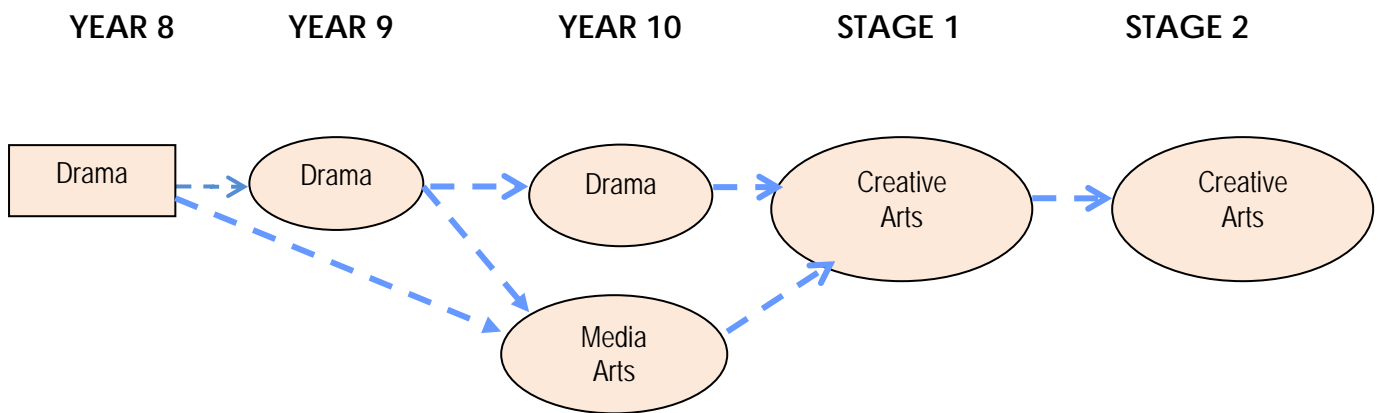 YEAR 8 YEAR 9 YEAR 10 STAGE 1 STAGE 2
Drama Drama Drama Creative Creative
Arts Arts
Media
Arts